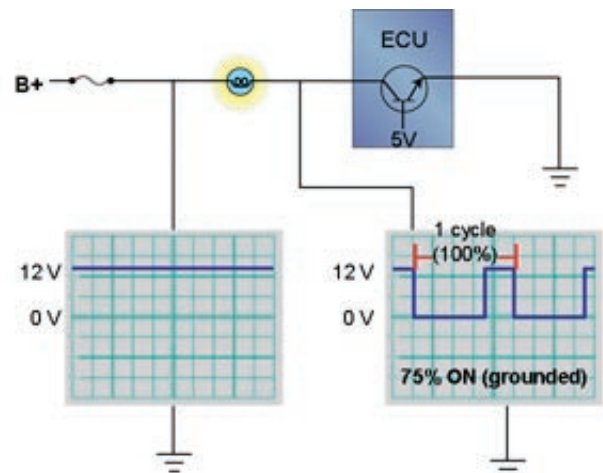 ECU
B+
5V
1 cycle
(100%)
12 V
0 V
12 V
0 V
75% ON (grounded)